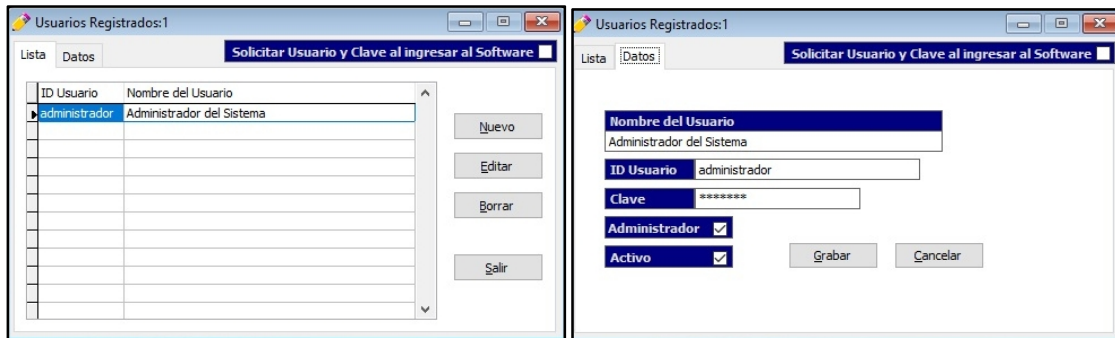 Usuarios Registrados:1
Lista Datos Solicitar Usuario y Clave al ingresar al Software
ID Usuario Nombre del Usuario
administrador Administrador del Sistema
Nuevo
Editar
Borrar
Salir
Usuarios Registrados:1
Lista Datos Solicitar Usuario y Clave al ingresar al Software
Nombre del Usuario
Administrador del Sistema
ID Usuario administrador
Clave *******
Administrador
Activo Grabar Cancelar